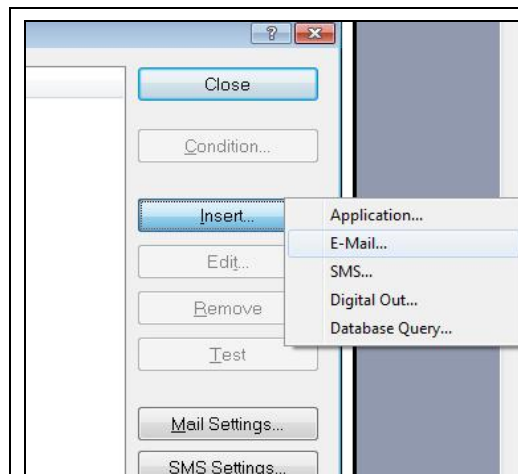 ?
Close
Condition...
Insert...
Application...
E-Mail...
SMS...
Digital Out...
Database Query...
Edit...
Remove
Test
Mail Settings...
SMS Settings...